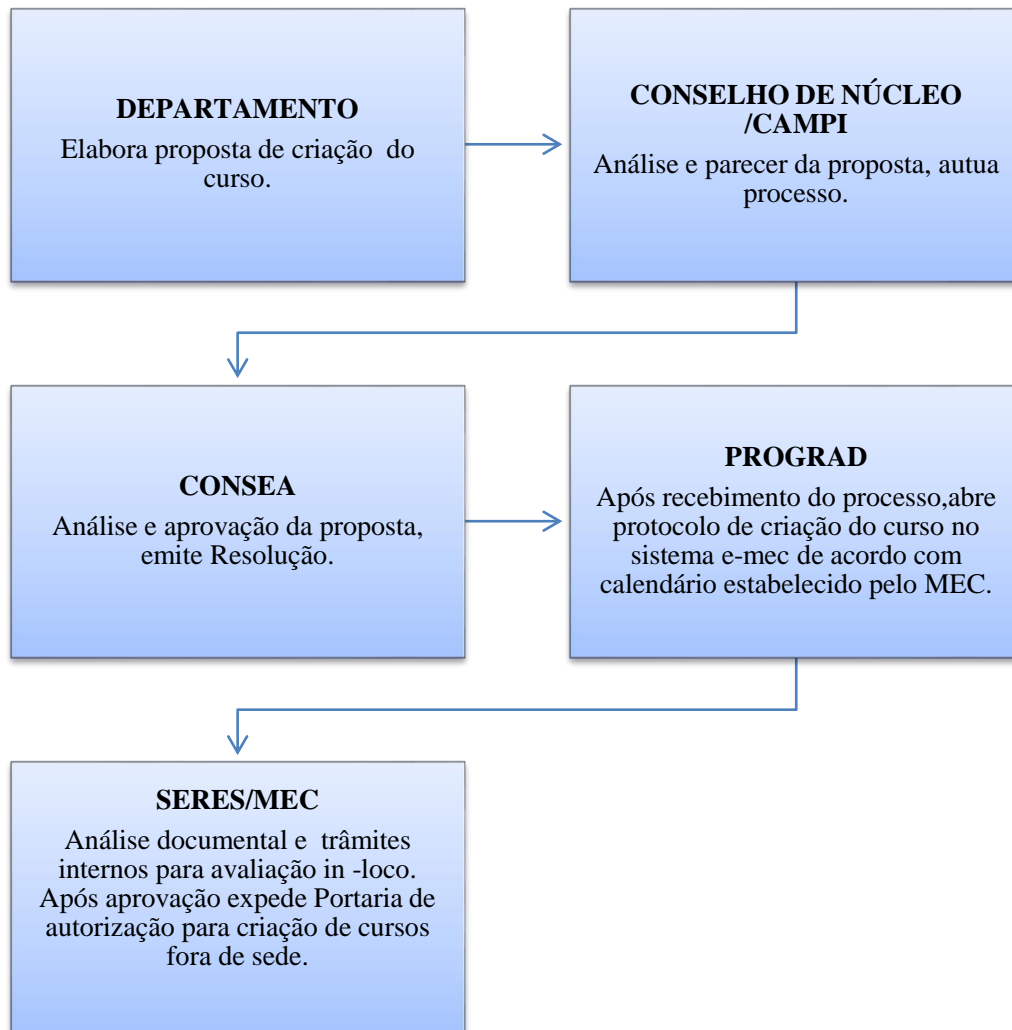 DEPARTAMENTO
Elabora proposta de criação do
curso.
CONSELHO DE NÚCLEO
/CAMPI
Análise e parecer da proposta, autua
processo.
CONSEA
Análise e aprovação da proposta,
emite Resolução.
PROGRAD
Após recebimento do processo,abre
protocolo de criação do curso no
sistema e-mec de acordo com
calendário estabelecido pelo MEC.
SERES/MEC
Análise documental e trâmites
internos para avaliação in -loco.
Após aprovação expede Portaria de
autorização para criação de cursos
fora de sede.